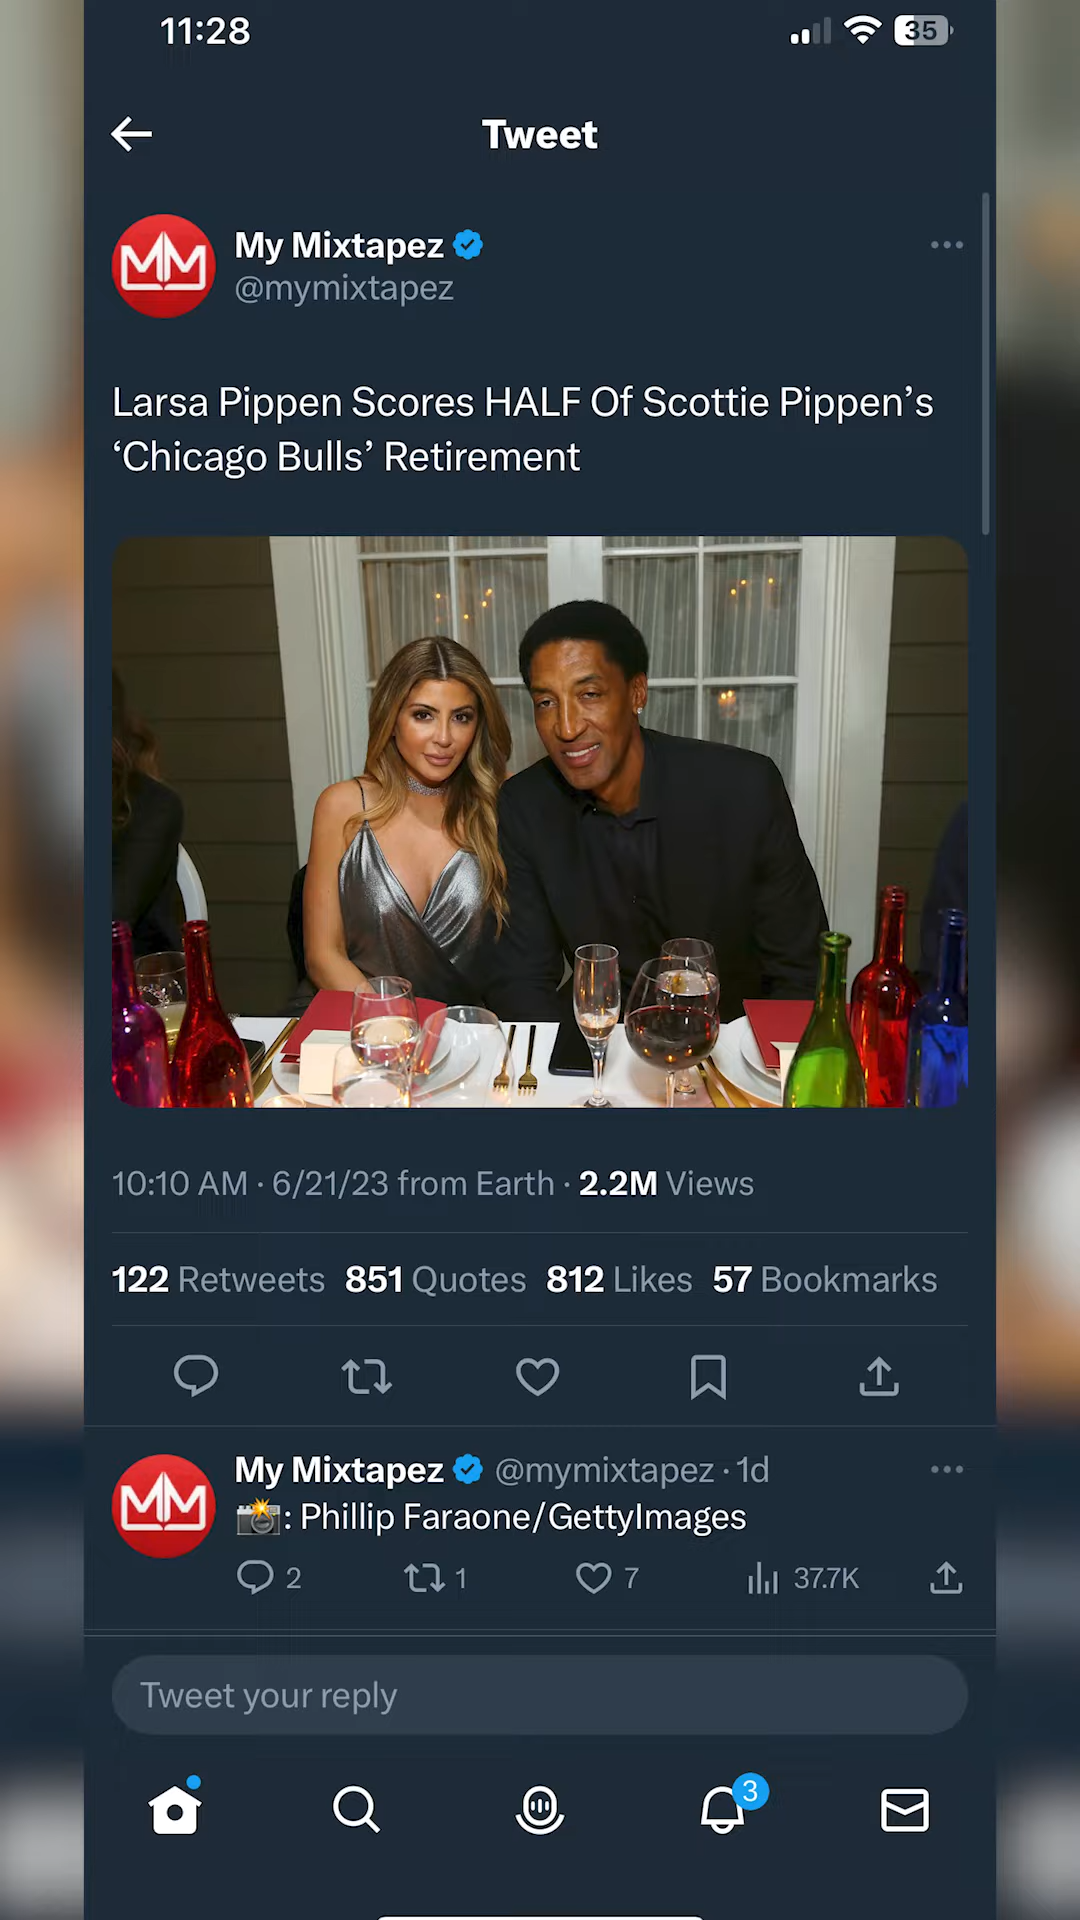 11:28
35
Tweet
My Mixtapez
@mymixtapez
Larsa Pippen Scores HALF Of Scottie Pippen’s
‘Chicago Bulls’ Retirement
10:10 AM · 6/21/23 from Earth · 2.2M Views
122 Retweets 851 Quotes 812 Likes 57 Bookmarks
My Mixtapez @mymixtapez · 1d
: Phillip Faraone/GettyImages
2 1 7 37.7K
Tweet your reply
3